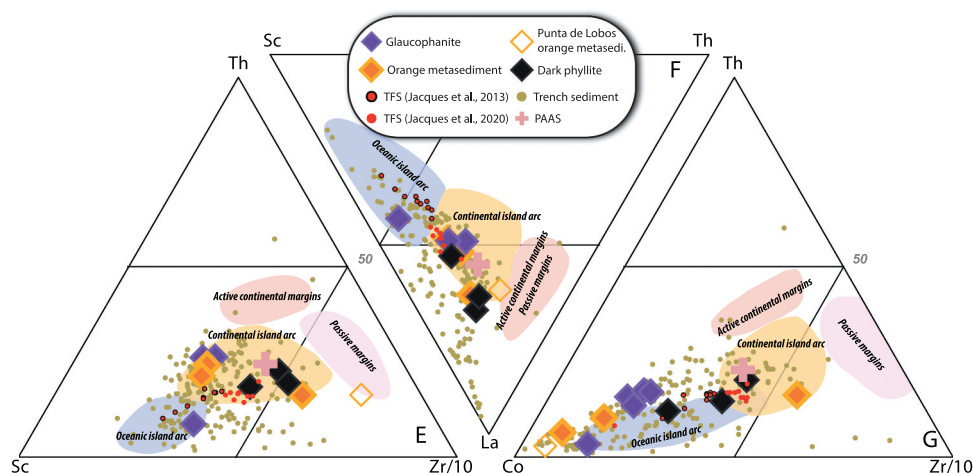 Sc
Th
Th
Th
F
Glaucophanite
Punta de Lobos
orange metasedi.
Orange metasediment
Dark phyllite
TFS (Jacques et al., 2013)
Trench sediment
TFS (Jacques et al., 2020)
PAAS
Oceanic island arc
Continental island arc
Active continental margins
Passive margins
La
50
Active continental margins
Continental island arc
Passive margins
Oceanic island arc
E
Sc
Zr/10
50
Active continental margins
Continental island arc
Passive margins
Oceanic island arc
G
Co
Zr/10